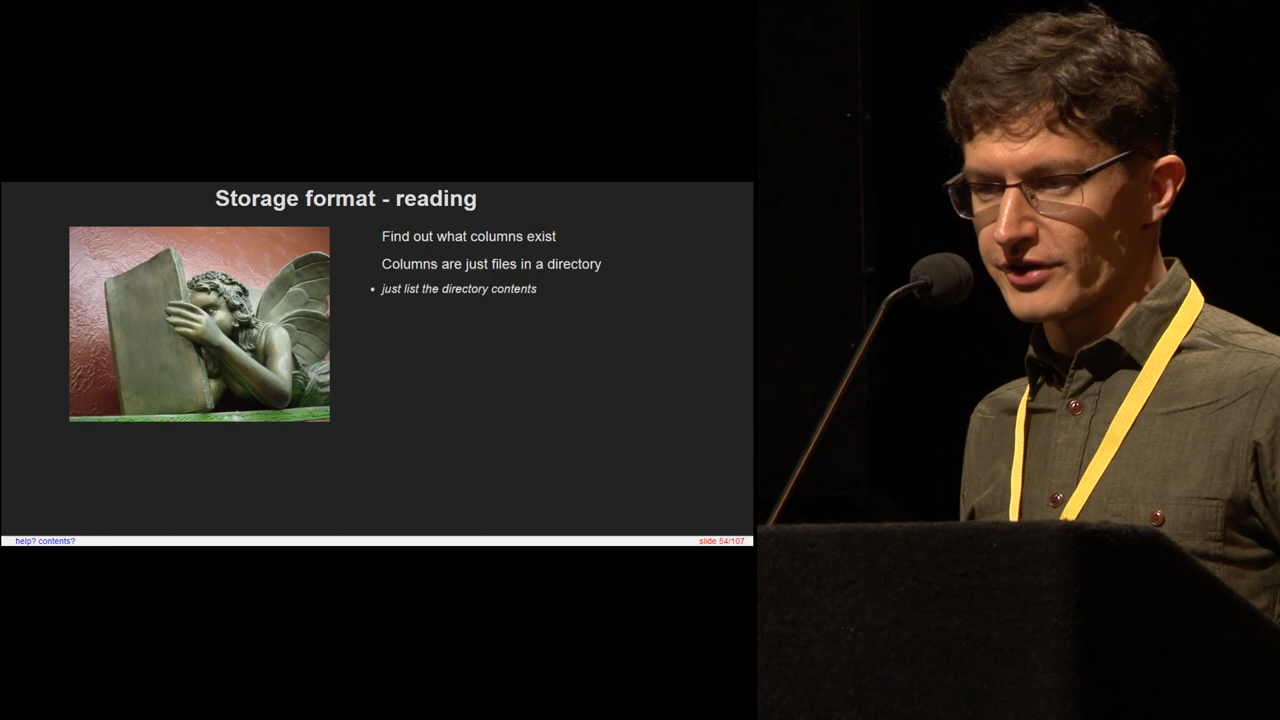 Storage format - reading
Find out what columns exist
Columns are just files in a directory
• just list the directory contents
help? contents?
slide 54/107